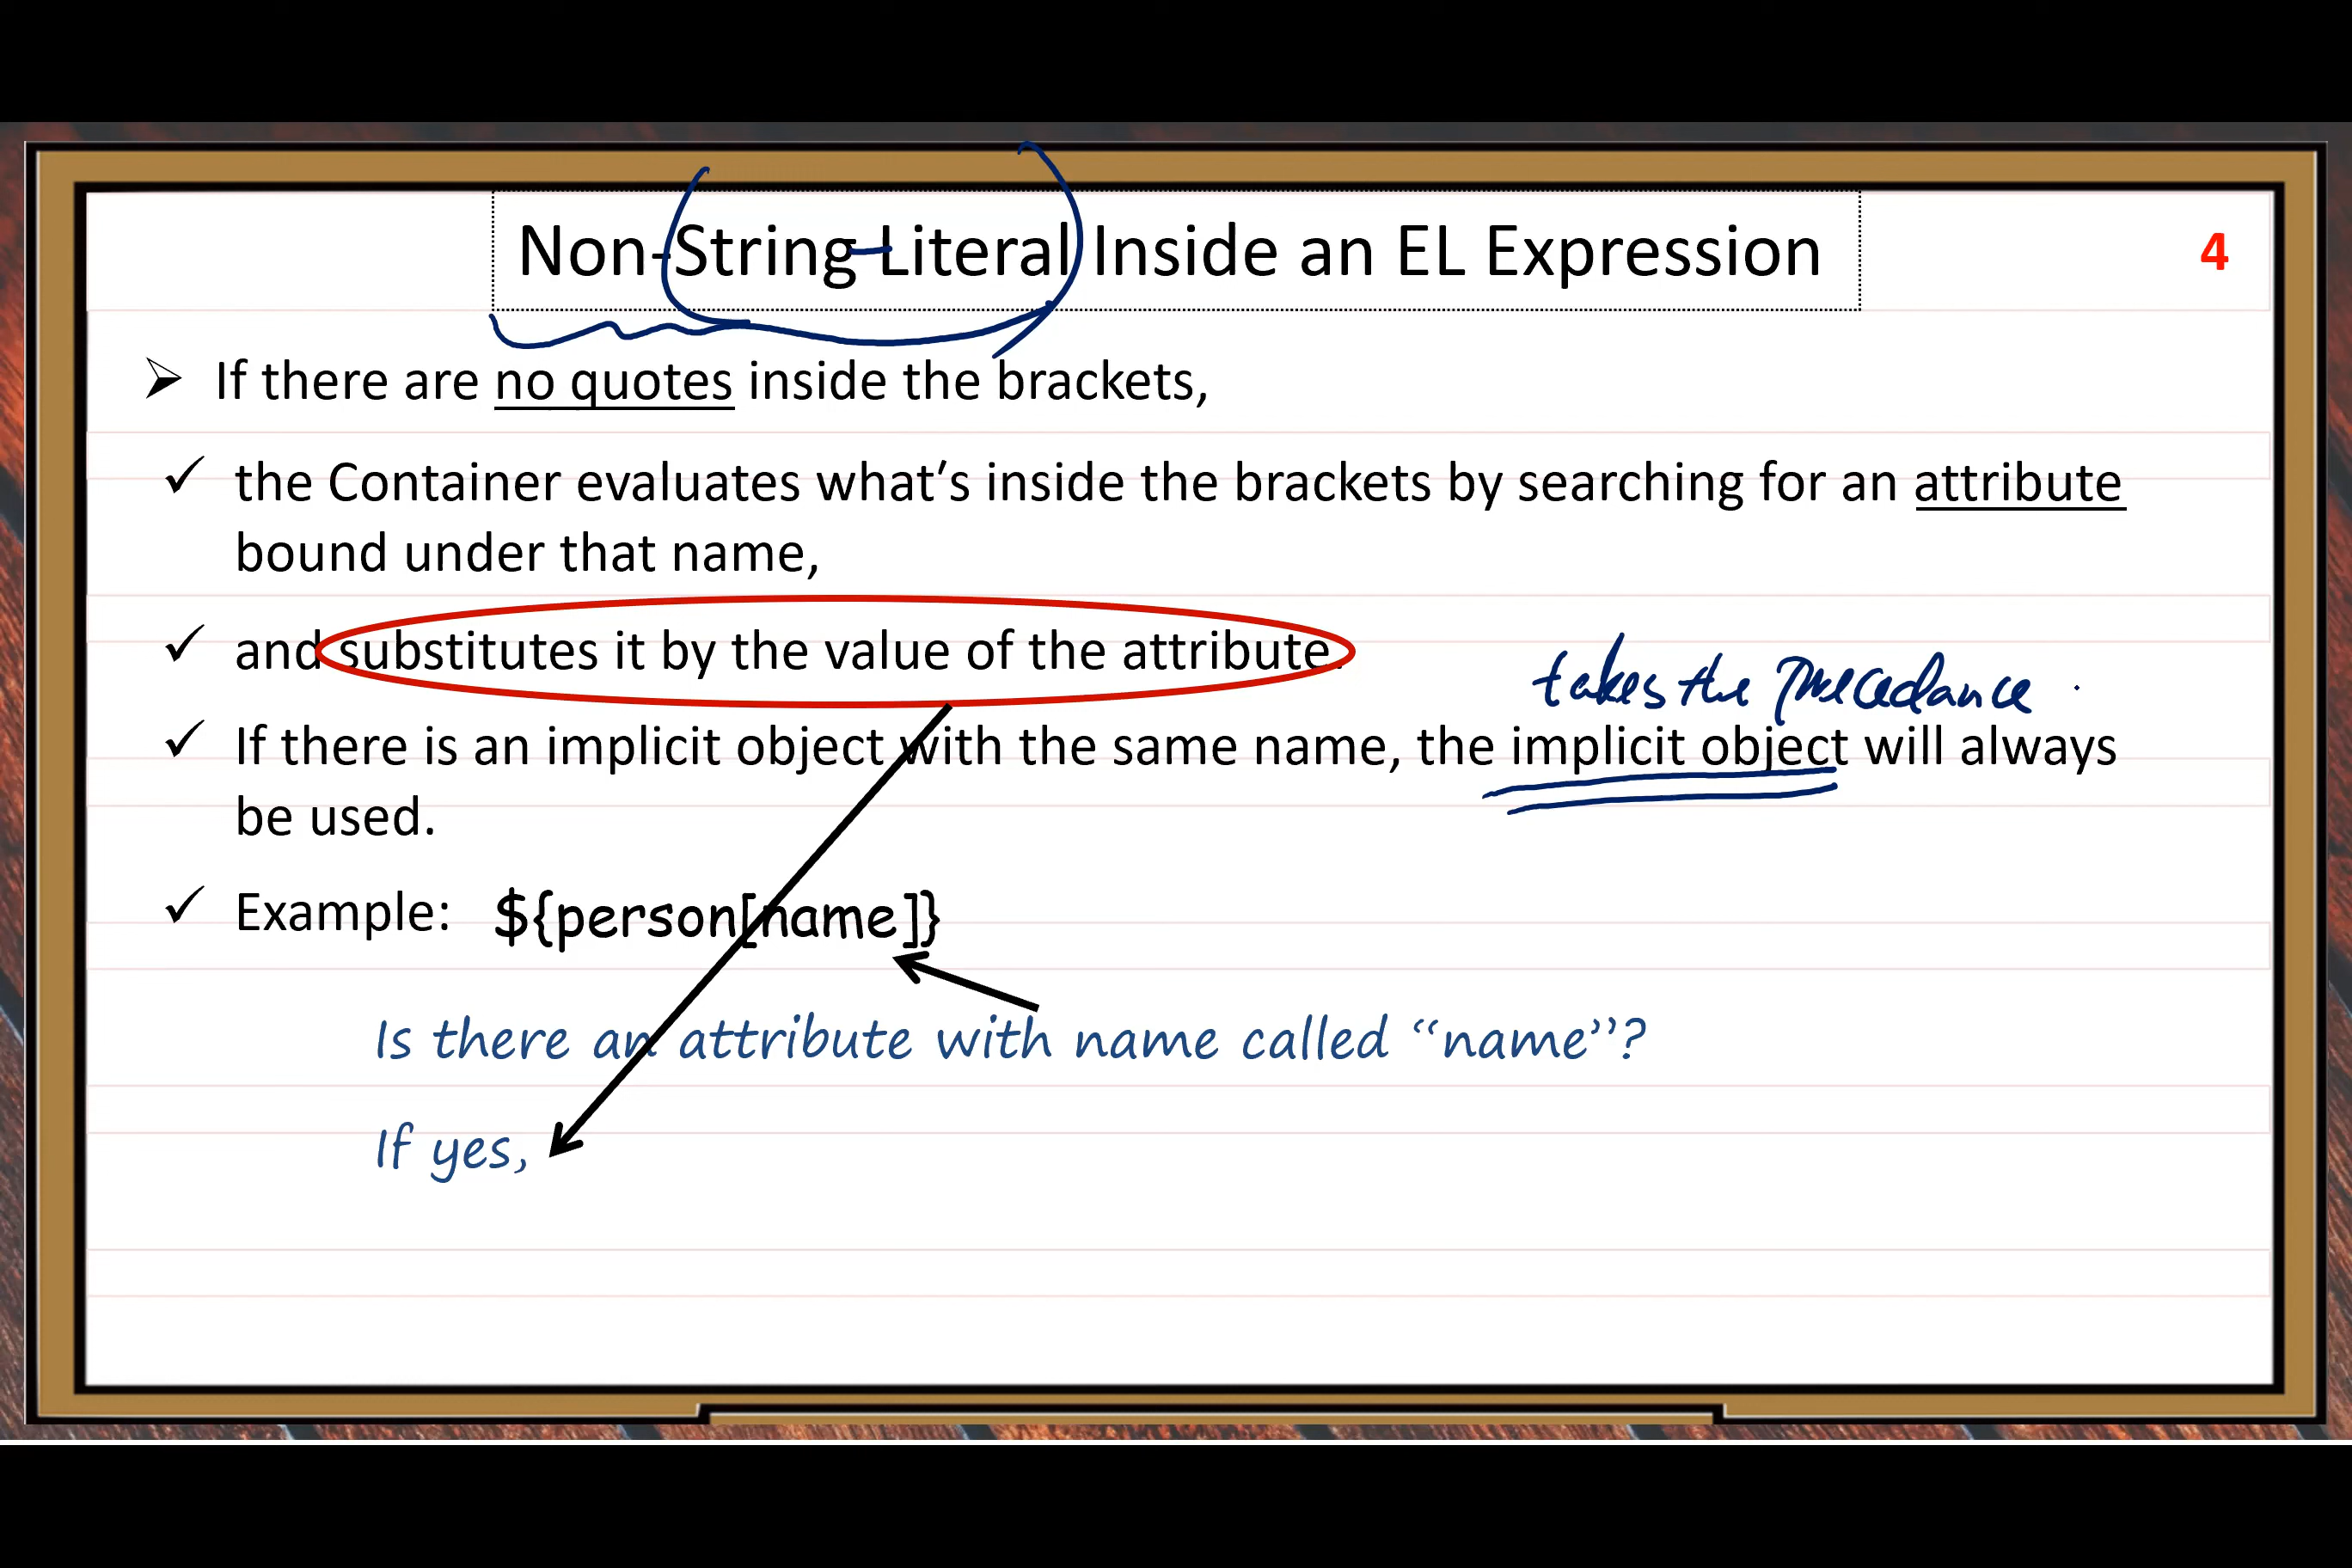 Non-String-Literal Inside an EL Expression
4
➢ If there are no quotes inside the brackets,
✓ the Container evaluates what’s inside the brackets by searching for an attribute
bound under that name,
✓ and substitutes it by the value of the attribute.
takes the precedance.
✓ If there is an implicit object with the same name, the implicit object will always
be used.
✓ Example: ${person[name]}
Is there an attribute with name called “name”?
If yes,